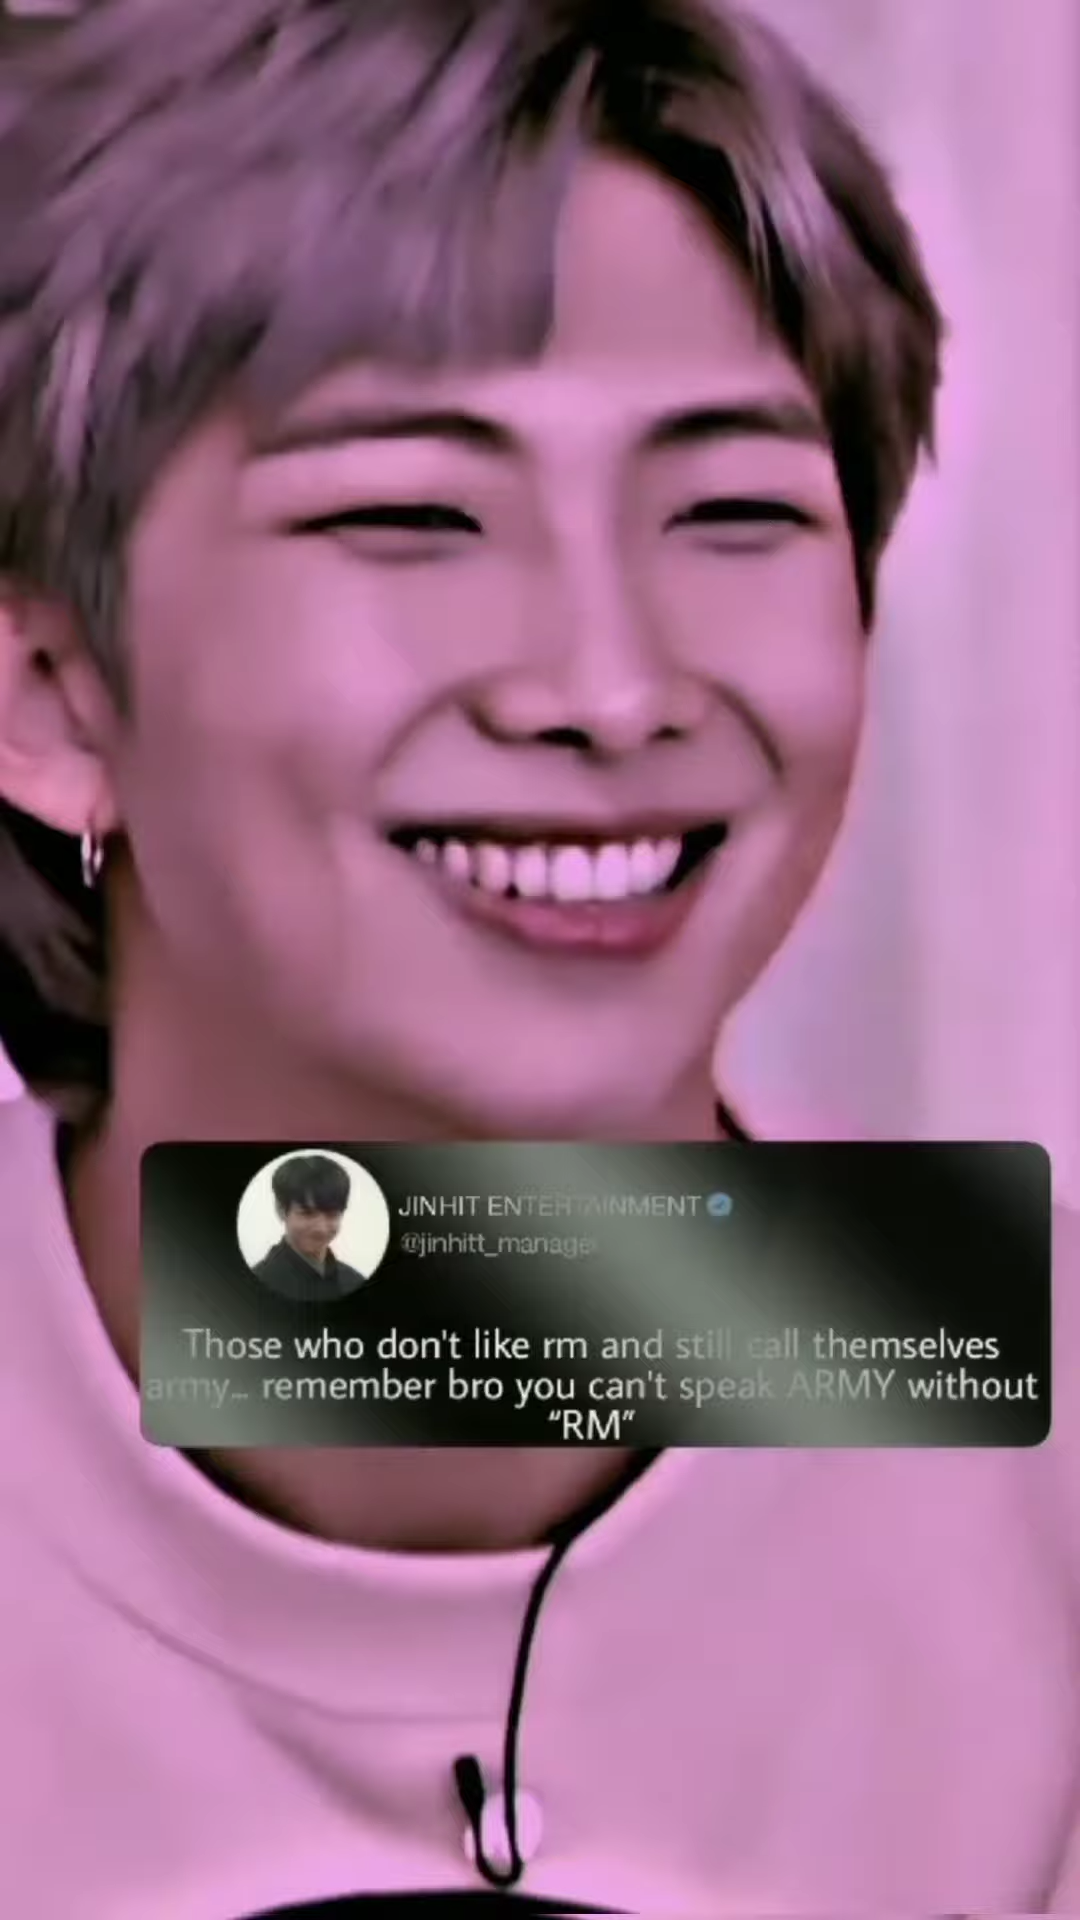 JINHIT ENTERTAINMENT
@jinhitt_manager
Those who don't like rm and still call themselves
army... remember bro you can't speak ARMY without
“RM”